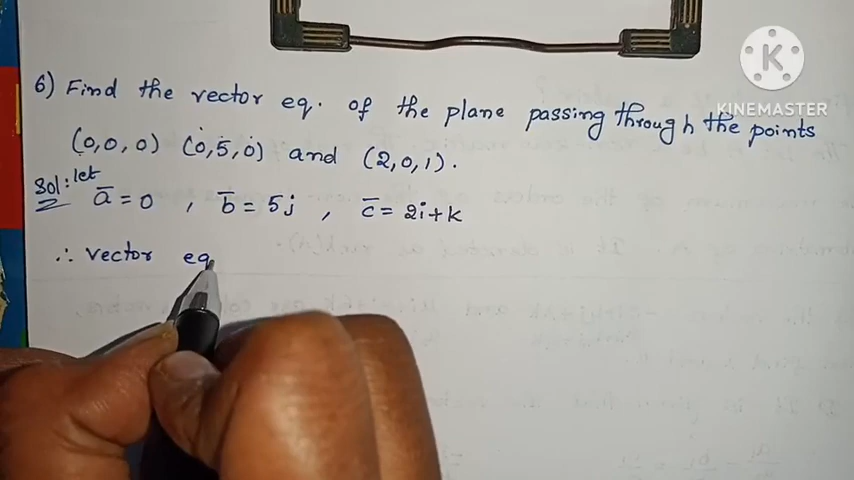 6) Find the vector eq. of the plane passing through the points
(0,0,0) (0,5,0) and (2,0,1).
Sol: let
a̅ = 0 , b̅ = 5j , c̅ = 2i+k
∴ vector eq
K
KINEMASTER